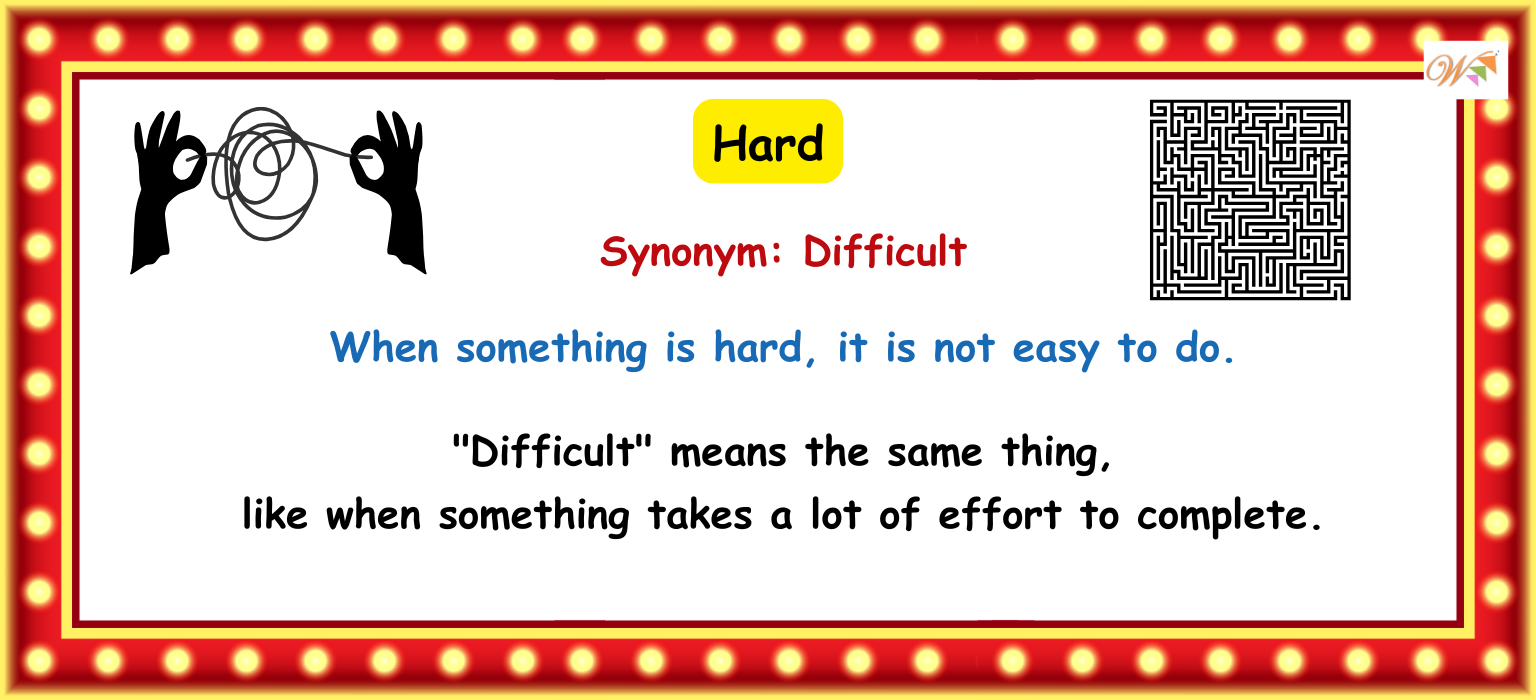 Hard
Synonym: Difficult
When something is hard, it is not easy to do.
"Difficult" means the same thing,
like when something takes a lot of effort to complete.
W